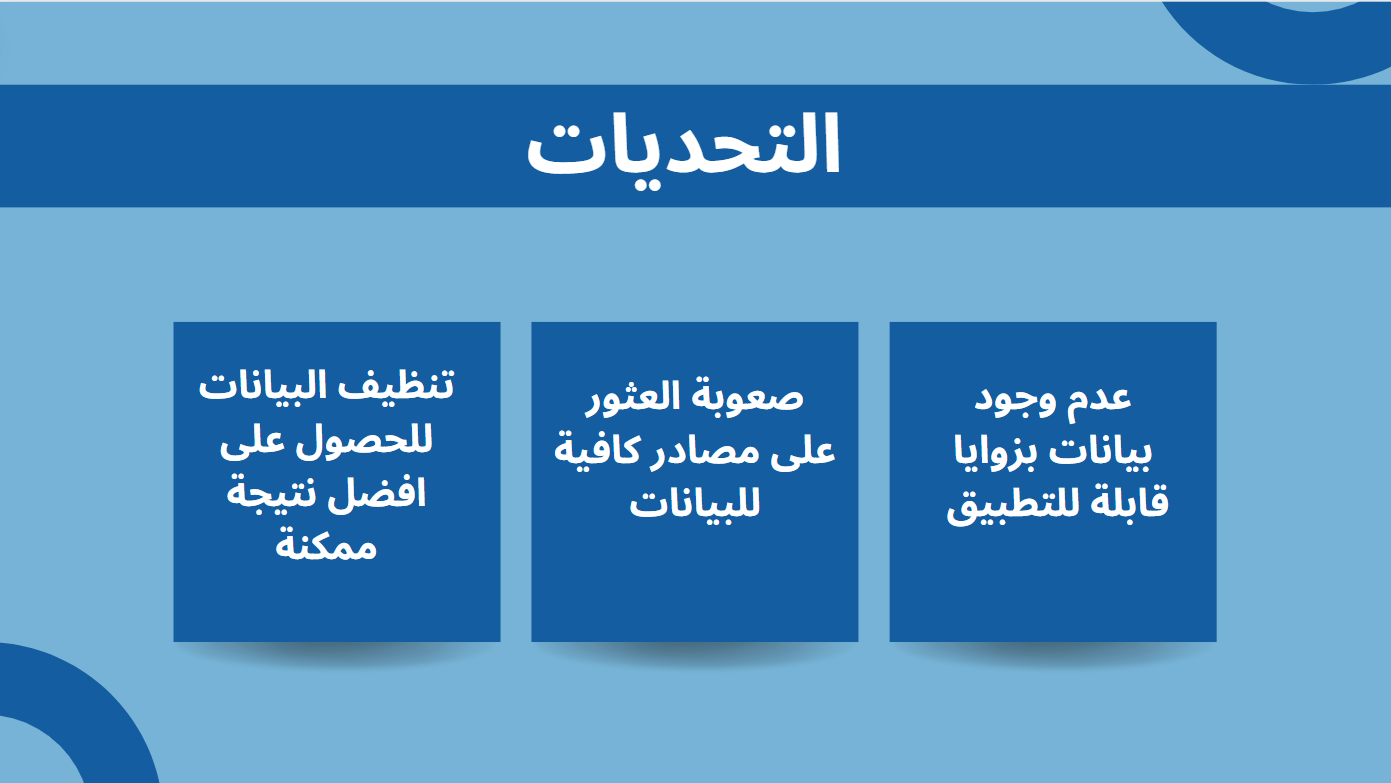 التحديات
عدم وجود
بيانات بزوايا
قابلة للتطبيق
صعوبة العثور
على مصادر كافية
للبيانات
تنظيف البيانات
للحصول على
افضل نتيجة
ممكنة